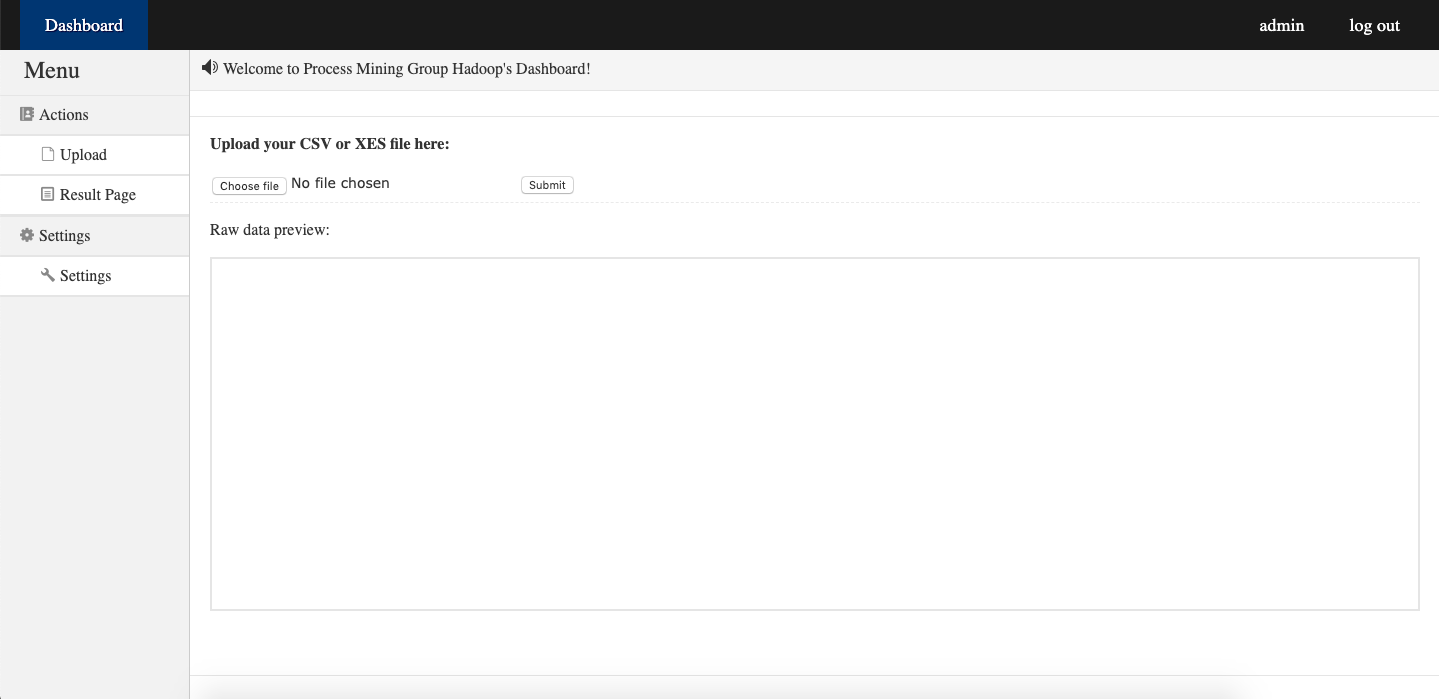 Dashboard
admin
log out
Menu
Welcome to Process Mining Group Hadoop's Dashboard!
Actions
Upload
Result Page
Settings
Settings
Upload your CSV or XES file here:
Choose file No file chosen
Submit
Raw data preview: